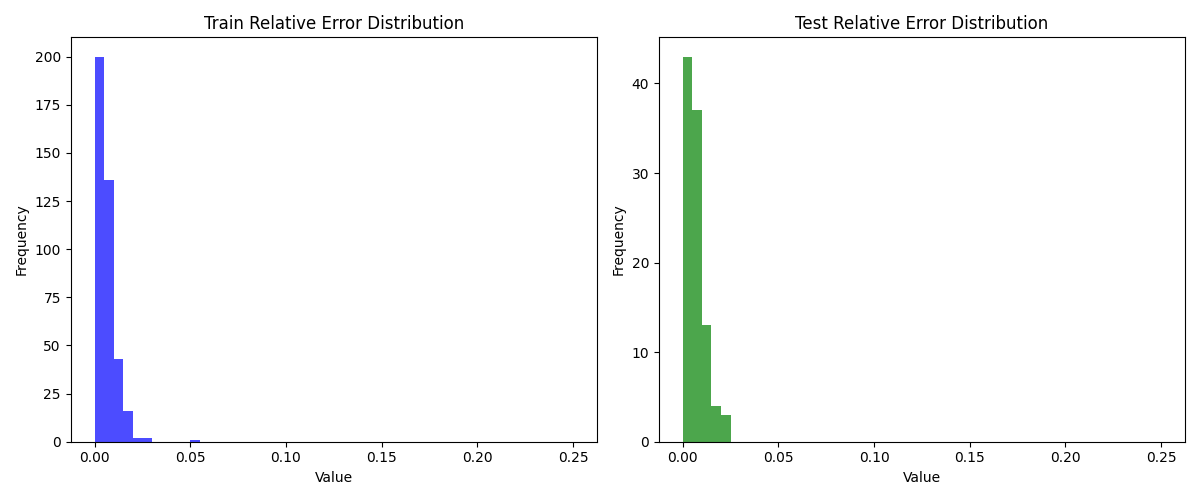 Train Relative Error Distribution
Frequency
200
175
150
125
100
75
50
25
0
0.00 0.05 0.10 0.15 0.20 0.25
Value
Test Relative Error Distribution
Frequency
40
30
20
10
0
0.00 0.05 0.10 0.15 0.20 0.25
Value